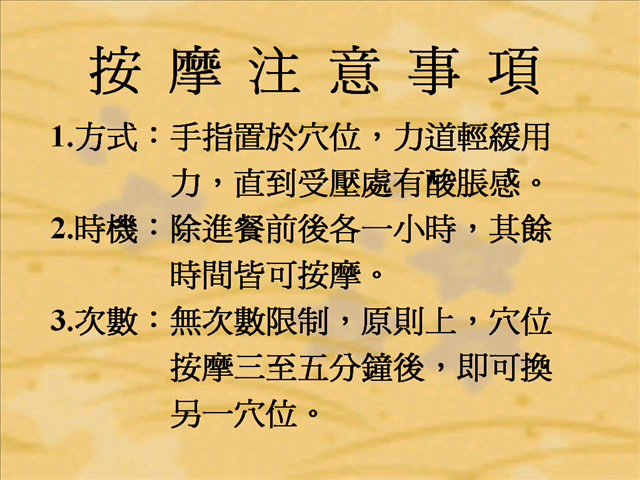 按摩注意事項
1.方式：手指置於穴位，力道輕緩用
力，直到受壓處有酸脹感。
2.時機：除進餐前後各一小時，其餘
時間皆可按摩。
3.次數：無次數限制，原則上，穴位
按摩三至五分鐘後，即可換
另一穴位。